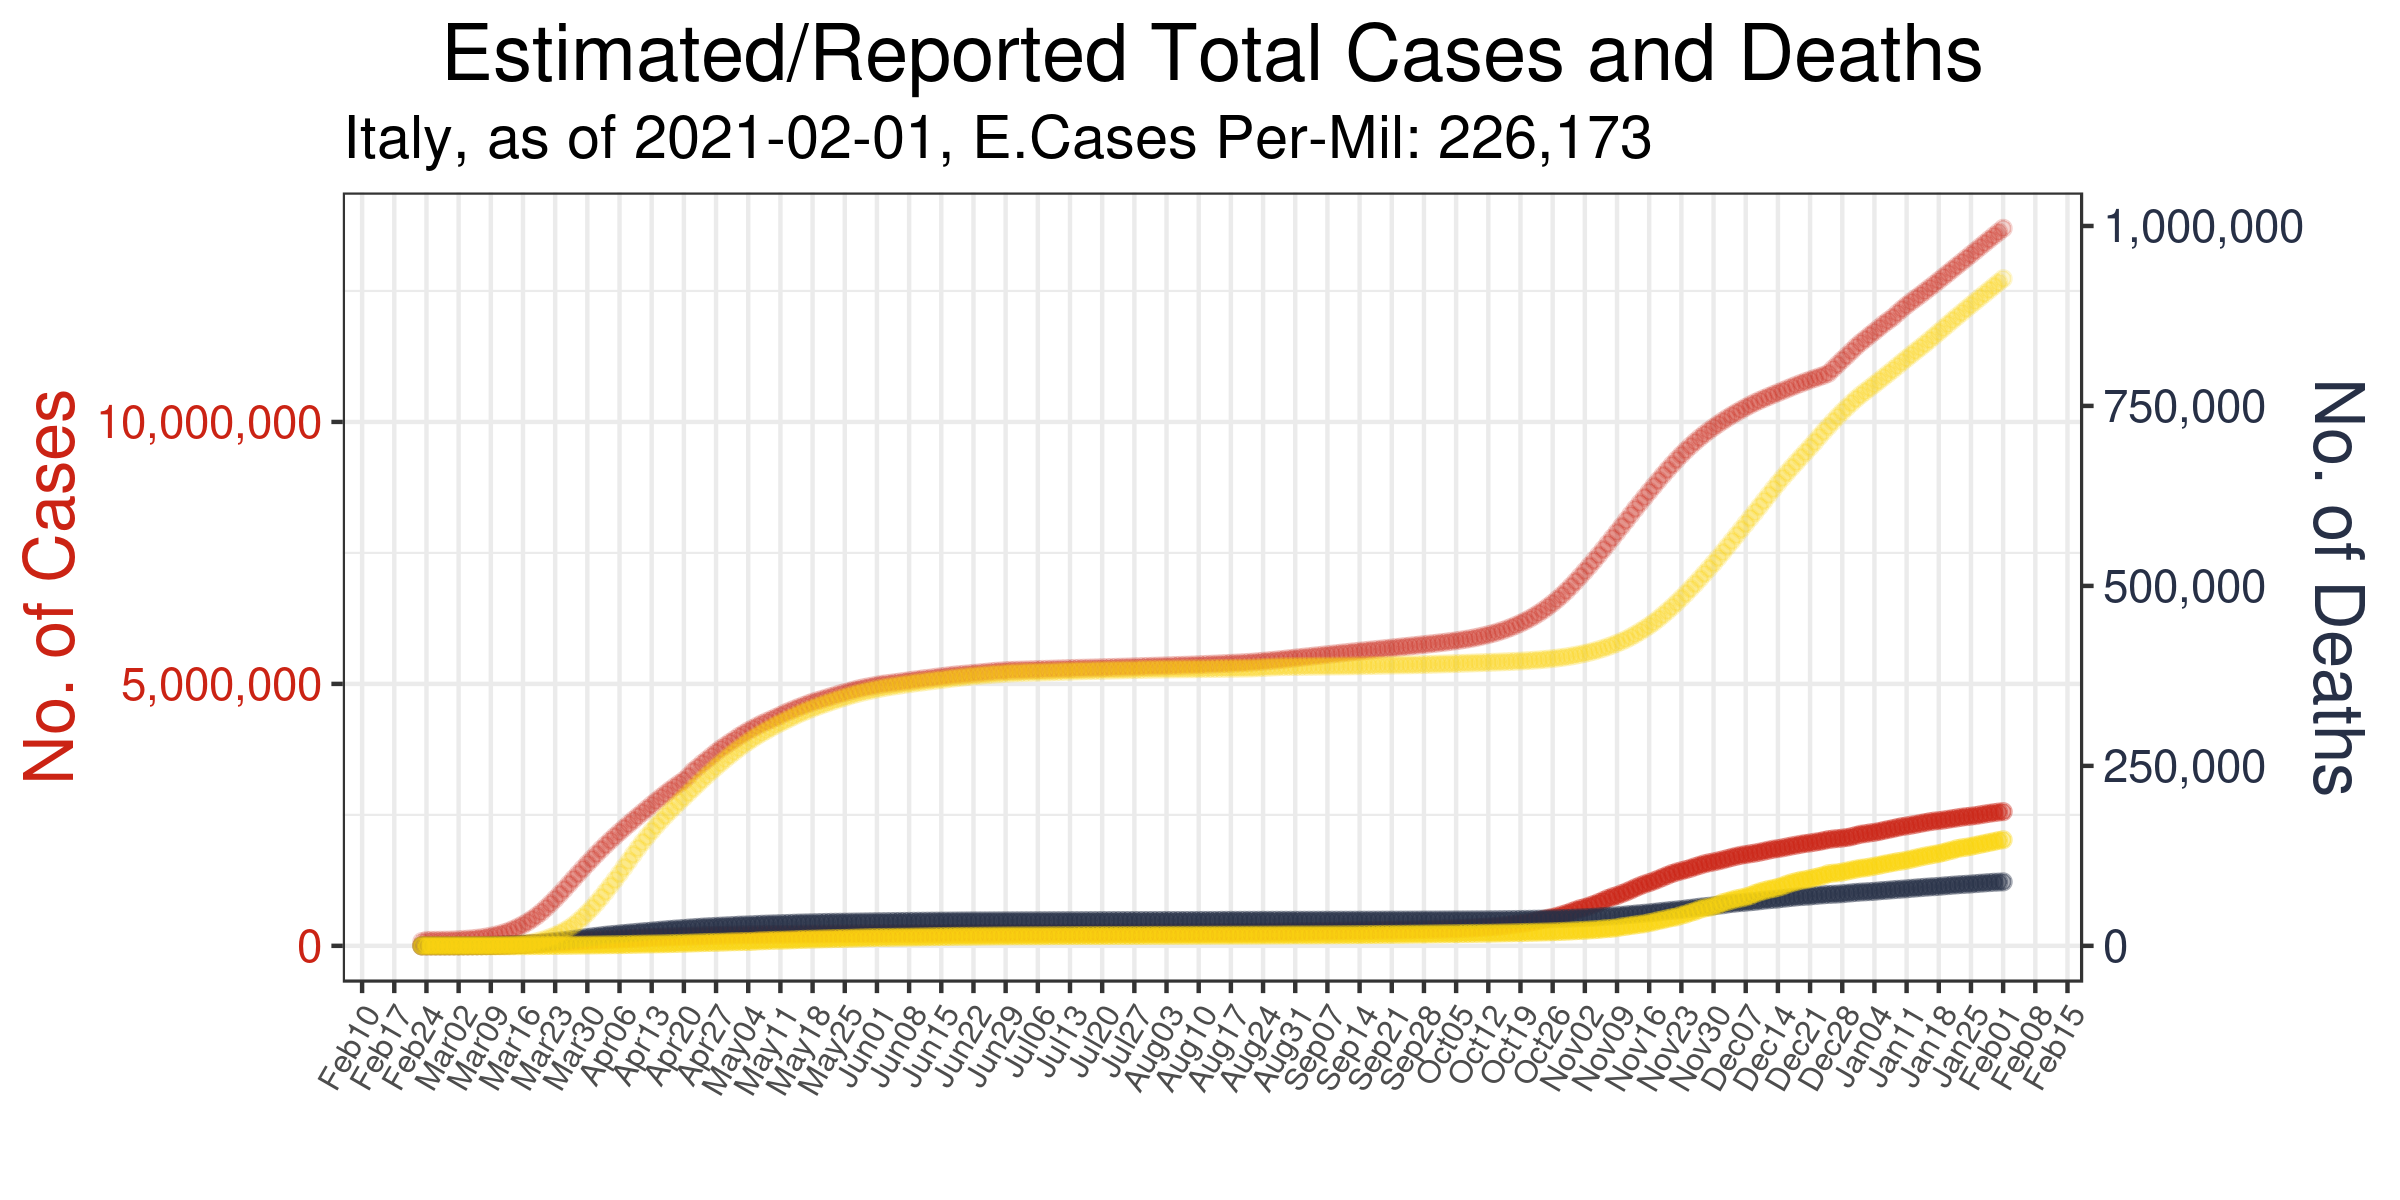 Estimated/Reported Total Cases and Deaths
Italy, as of 2021-02-01, E.Cases Per-Mil: 226,173
No. of Cases
10,000,000
5,000,000
0
1,000,000
750,000
500,000
250,000
0
No. of Deaths
Feb10
Feb17
Feb24
Mar02
Mar09
Mar16
Mar23
Mar30
Apr06
Apr13
Apr20
Apr27
May04
May11
May18
May25
Jun01
Jun08
Jun15
Jun22
Jun29
Jul06
Jul13
Jul20
Jul27
Aug03
Aug10
Aug17
Aug24
Aug31
Sep07
Sep14
Sep21
Sep28
Oct05
Oct12
Oct19
Oct26
Nov02
Nov09
Nov16
Nov23
Nov30
Dec07
Dec14
Dec21
Dec28
Jan04
Jan11
Jan18
Jan25
Feb01
Feb08
Feb15